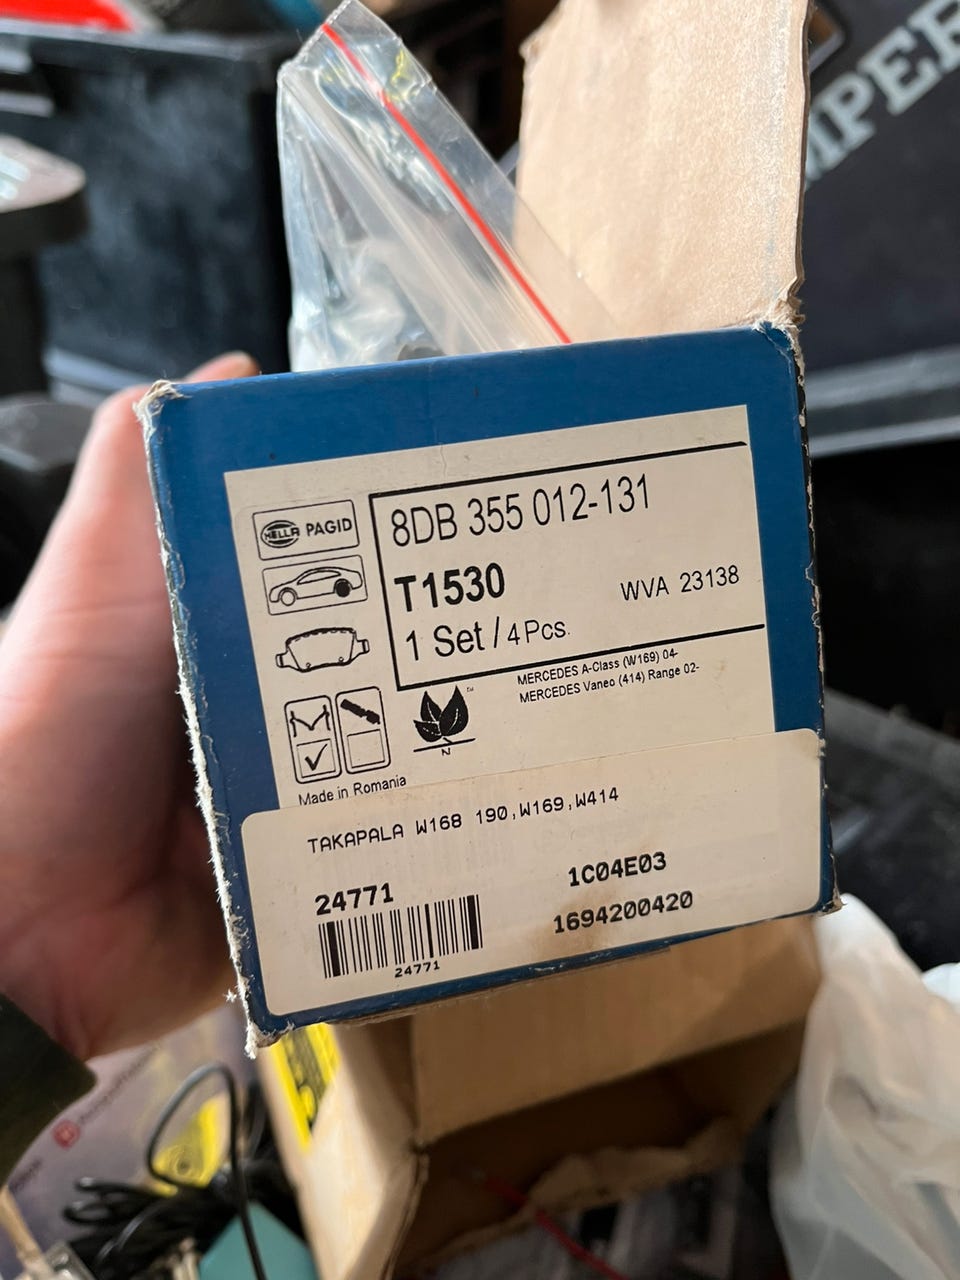 HELLA PAGID
8DB 355 012-131
T1530
WVA 23138
1 Set / 4 Pcs.
MERCEDES A-Class (W169) 04-
MERCEDES Vaneo (414) Range 02-
N
Made in Romania
TAKAPALA W168 190,W169,W414
24771
1C04E03
1694200420
24771
MPER